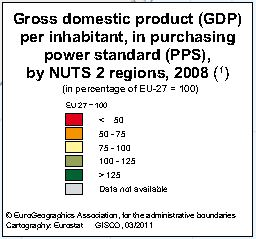 Gross domestic product (GDP)
per inhabitant, in purchasing
power standard (PPS),
by NUTS 2 regions, 2008 (¹)
(in percentage of EU-27 = 100)
EU 27 = 100
< 50
50 - 75
75 - 100
100 - 125
> 125
Data not available
© EuroGeographics Association, for the administrative boundaries
Cartography: Eurostat GISCO, 03/2011